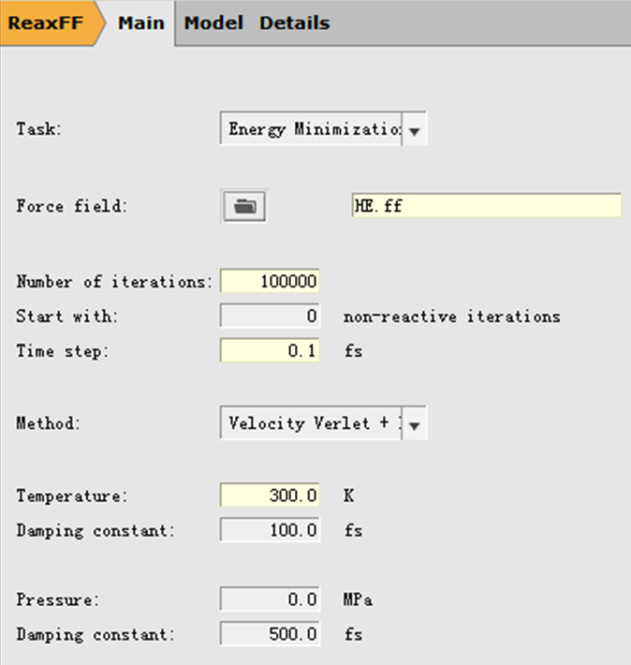 ReaxFF Main Model Details
Task: Energy Minimizatio
Force field: HE.ff
Number of iterations: 100000
Start with: 0 non-reactive iterations
Time step: 0.1 fs
Method: Velocity Verlet +
Temperature: 300.0 K
Damping constant: 100.0 fs
Pressure: 0.0 MPa
Damping constant: 500.0 fs